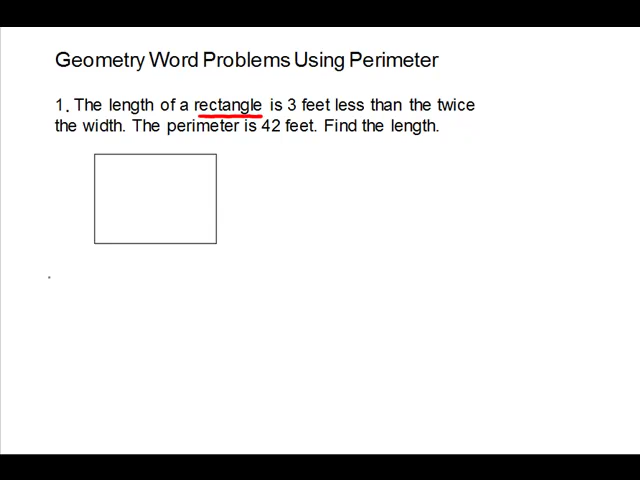 Geometry Word Problems Using Perimeter
1. The length of a rectangle is 3 feet less than the twice
the width. The perimeter is 42 feet. Find the length.